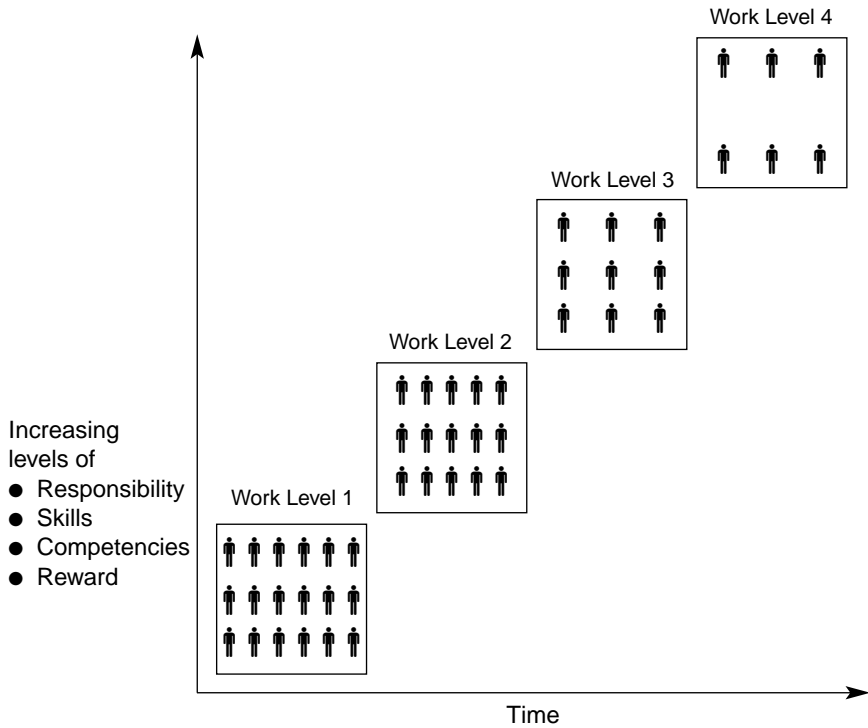 Work Level 4
Work Level 3
Work Level 2
Increasing
levels of
● Responsibility
● Skills
● Competencies
● Reward
Work Level 1
Time